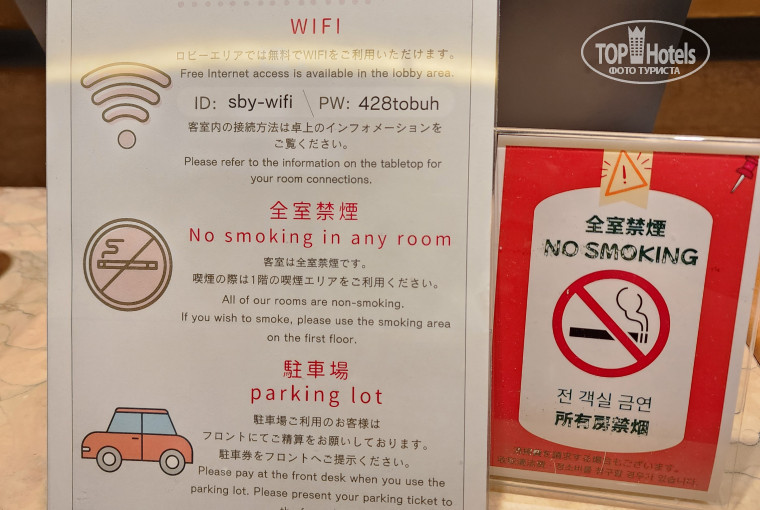 WIFI
ロビーエリアでは無料でWIFIをご利用いただけます。
Free Internet access is available in the lobby area.
ID: sby-wifi \ PW: 428tobuh
客室内の接続方法は卓上のインフォメーションを
ご覧ください。
Please refer to the information on the tabletop for
your room connections.
全室禁煙
No smoking in any room
客室は全室禁煙です。
喫煙の際は1階の喫煙エリアをご利用ください。
All of our rooms are non-smoking.
If you wish to smoke, please use the smoking area
on the first floor.
駐車場
parking lot
駐車場ご利用のお客様は
フロントにてご精算をお願いしております。
駐車券をフロントへご提示ください。
Please pay at the front desk when you use the
parking lot. Please present your parking ticket to
TOP Hotels
ФОТО ТУРИСТА
全室禁煙
NO SMOKING
전 객실 금연
所有房禁烟